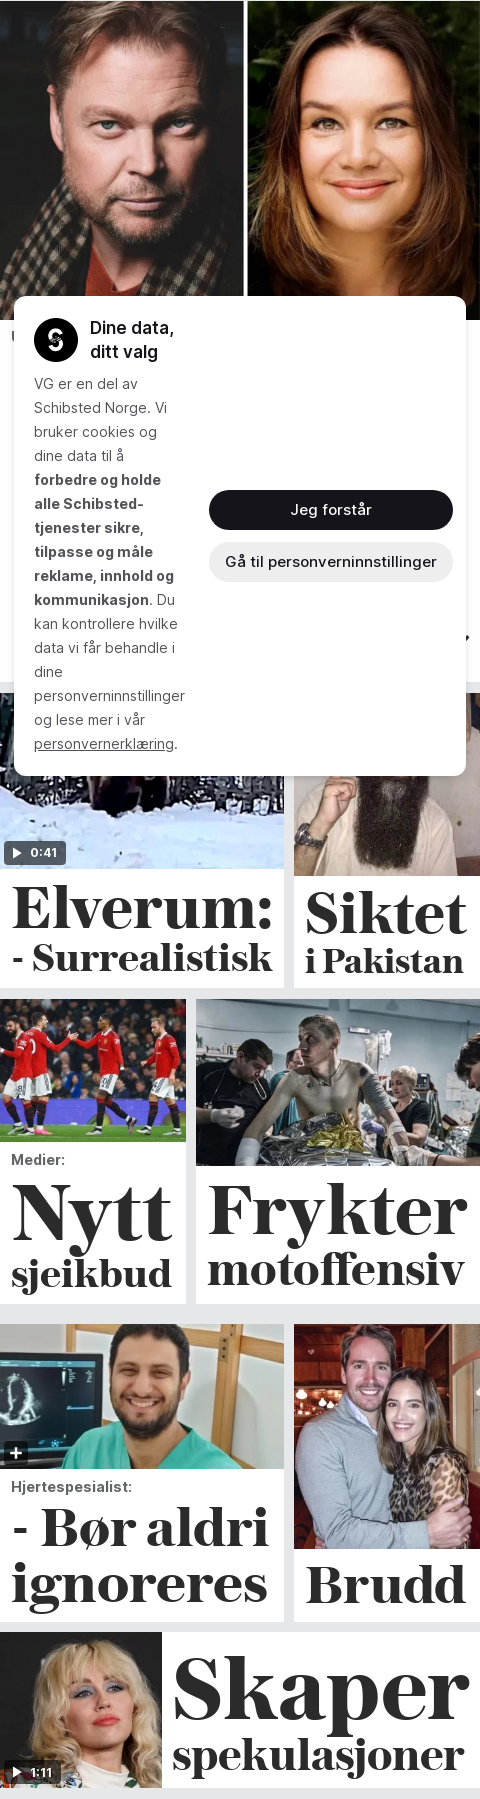 Dine data,
ditt valg
VG er en del av
Schibsted Norge. Vi
bruker cookies og
dine data til å
forbedre og holde
alle Schibsted-
tjenester sikre,
tilpasse og måle
reklame, innhold og
kommunikasjon. Du
kan kontrollere hvilke
data vi får behandle i
dine
personverninnstillinger
og lese mer i vår
personvernerklæring.
Jeg forstår
Gå til personverninnstillinger
0:41
Elverum:
- Surrealistisk
Siktet
i Pakistan
Medier:
Nytt
sjeikbud
Frykter
motoffensiv
Hjertespesialist:
- Bør aldri
ignoreres
Brudd
1:11
Skaper
spekulasjoner